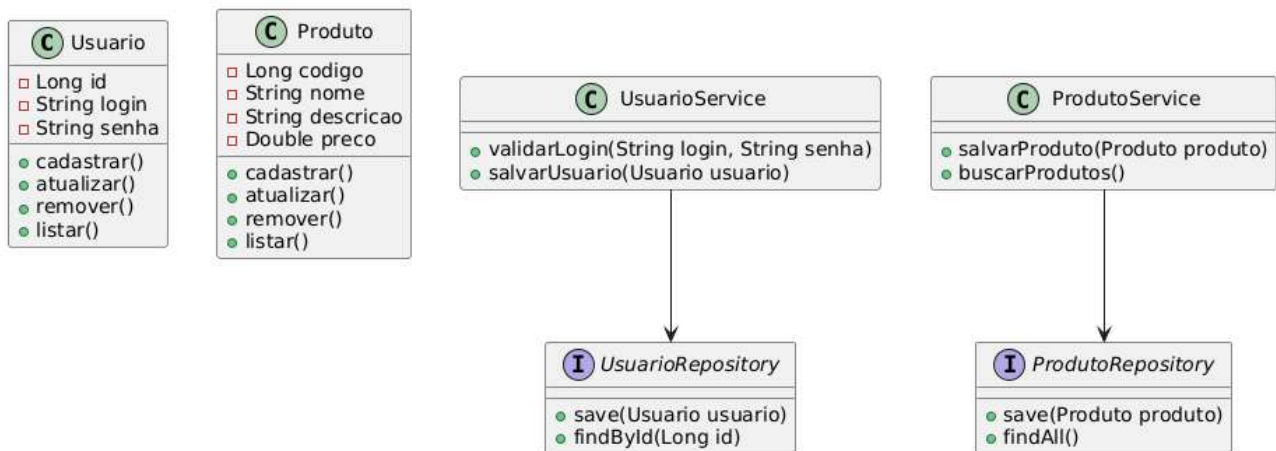 C Usuario
Long id
String login
String senha
cadastrar()
atualizar()
remover()
listar()
C Produto
Long codigo
String nome
String descricao
Double preco
cadastrar()
atualizar()
remover()
listar()
C UsuarioService
validarLogin(String login, String senha)
salvarUsuario(Usuario usuario)
C ProdutoService
salvarProduto(Produto produto)
buscarProdutos()
I UsuarioRepository
save(Usuario usuario)
findById(Long id)
I ProdutoRepository
save(Produto produto)
findAll()